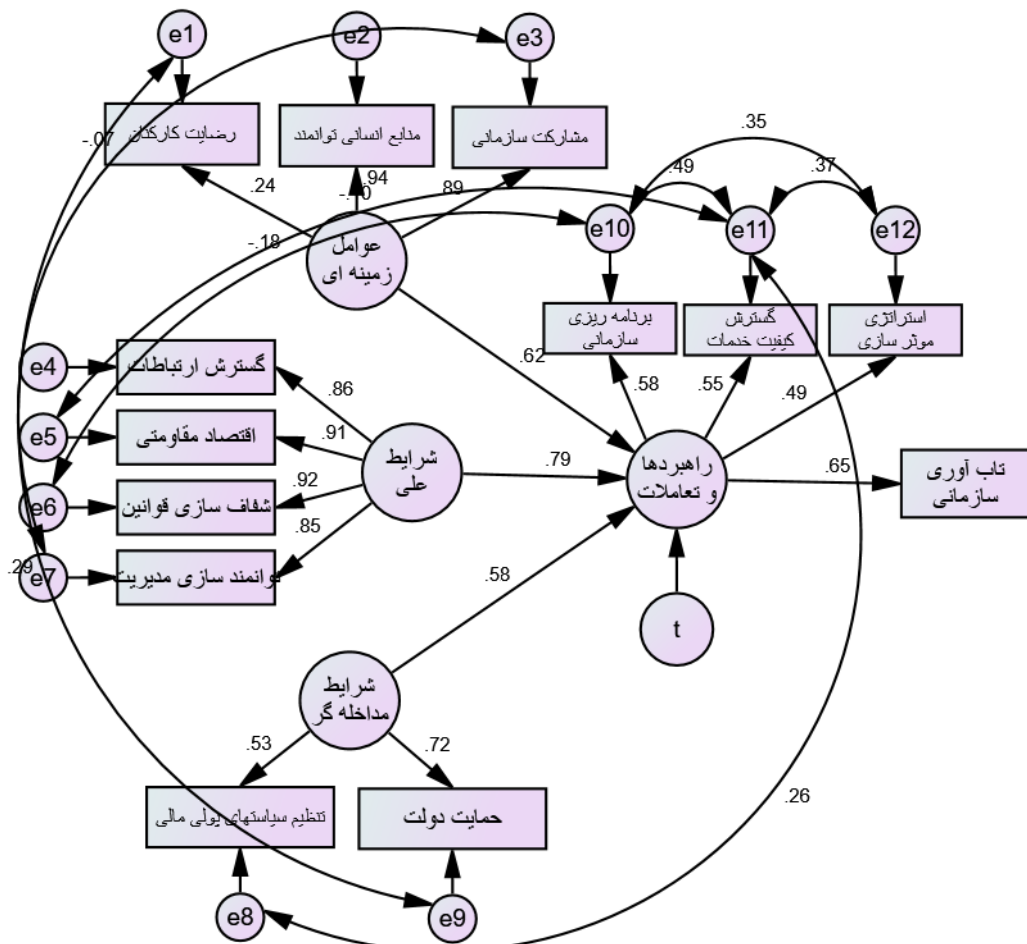 e1
e2
e3
رضایت کارکنان
منابع انسانی توانمند
مشارکت سازمانی
-.07
.24
.94
.89
-.18
عوامل
زمینه ای
.35
.49
.37
e10
e11
e12
برنامه ریزی
سازمانی
گسترش
کیفیت خدمات
استراتژی
موثر سازی
.62
.58
.55
.49
e4
گسترش ارتباطات
.86
e5
اقتصاد مقاومتی
.91
e6
شفاف سازی قوانین
.92
e7
توانمند سازی مدیریت
.85
.29
شرایط
علی
.79
راهبردها
و تعاملات
.65
تاب آوری
سازمانی
.58
t
شرایط
مداخله گر
.53
.72
.26
تنظیم سیاستهای پولی مالی
حمایت دولت
e8
e9